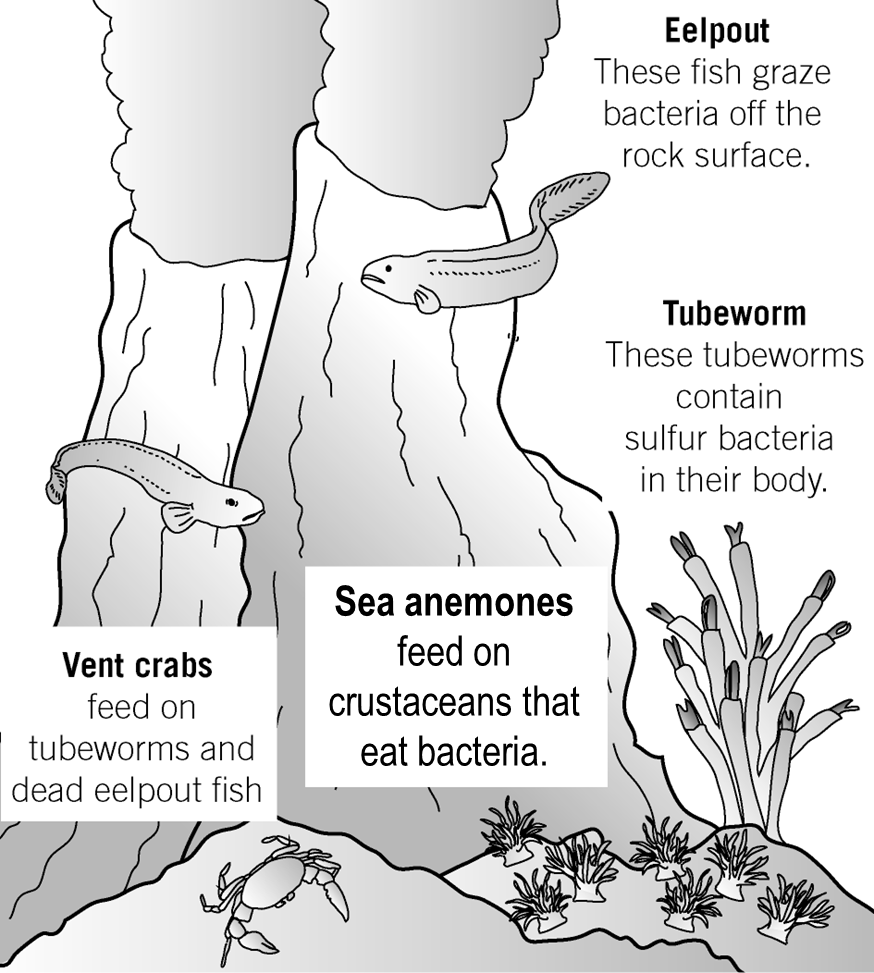 Eelpout
These fish graze
bacteria off the
rock surface.
Tubeworm
These tubeworms
contain
sulfur bacteria
in their body.
Sea anemones
feed on
crustaceans that
eat bacteria.
Vent crabs
feed on
tubeworms and
dead eelpout fish